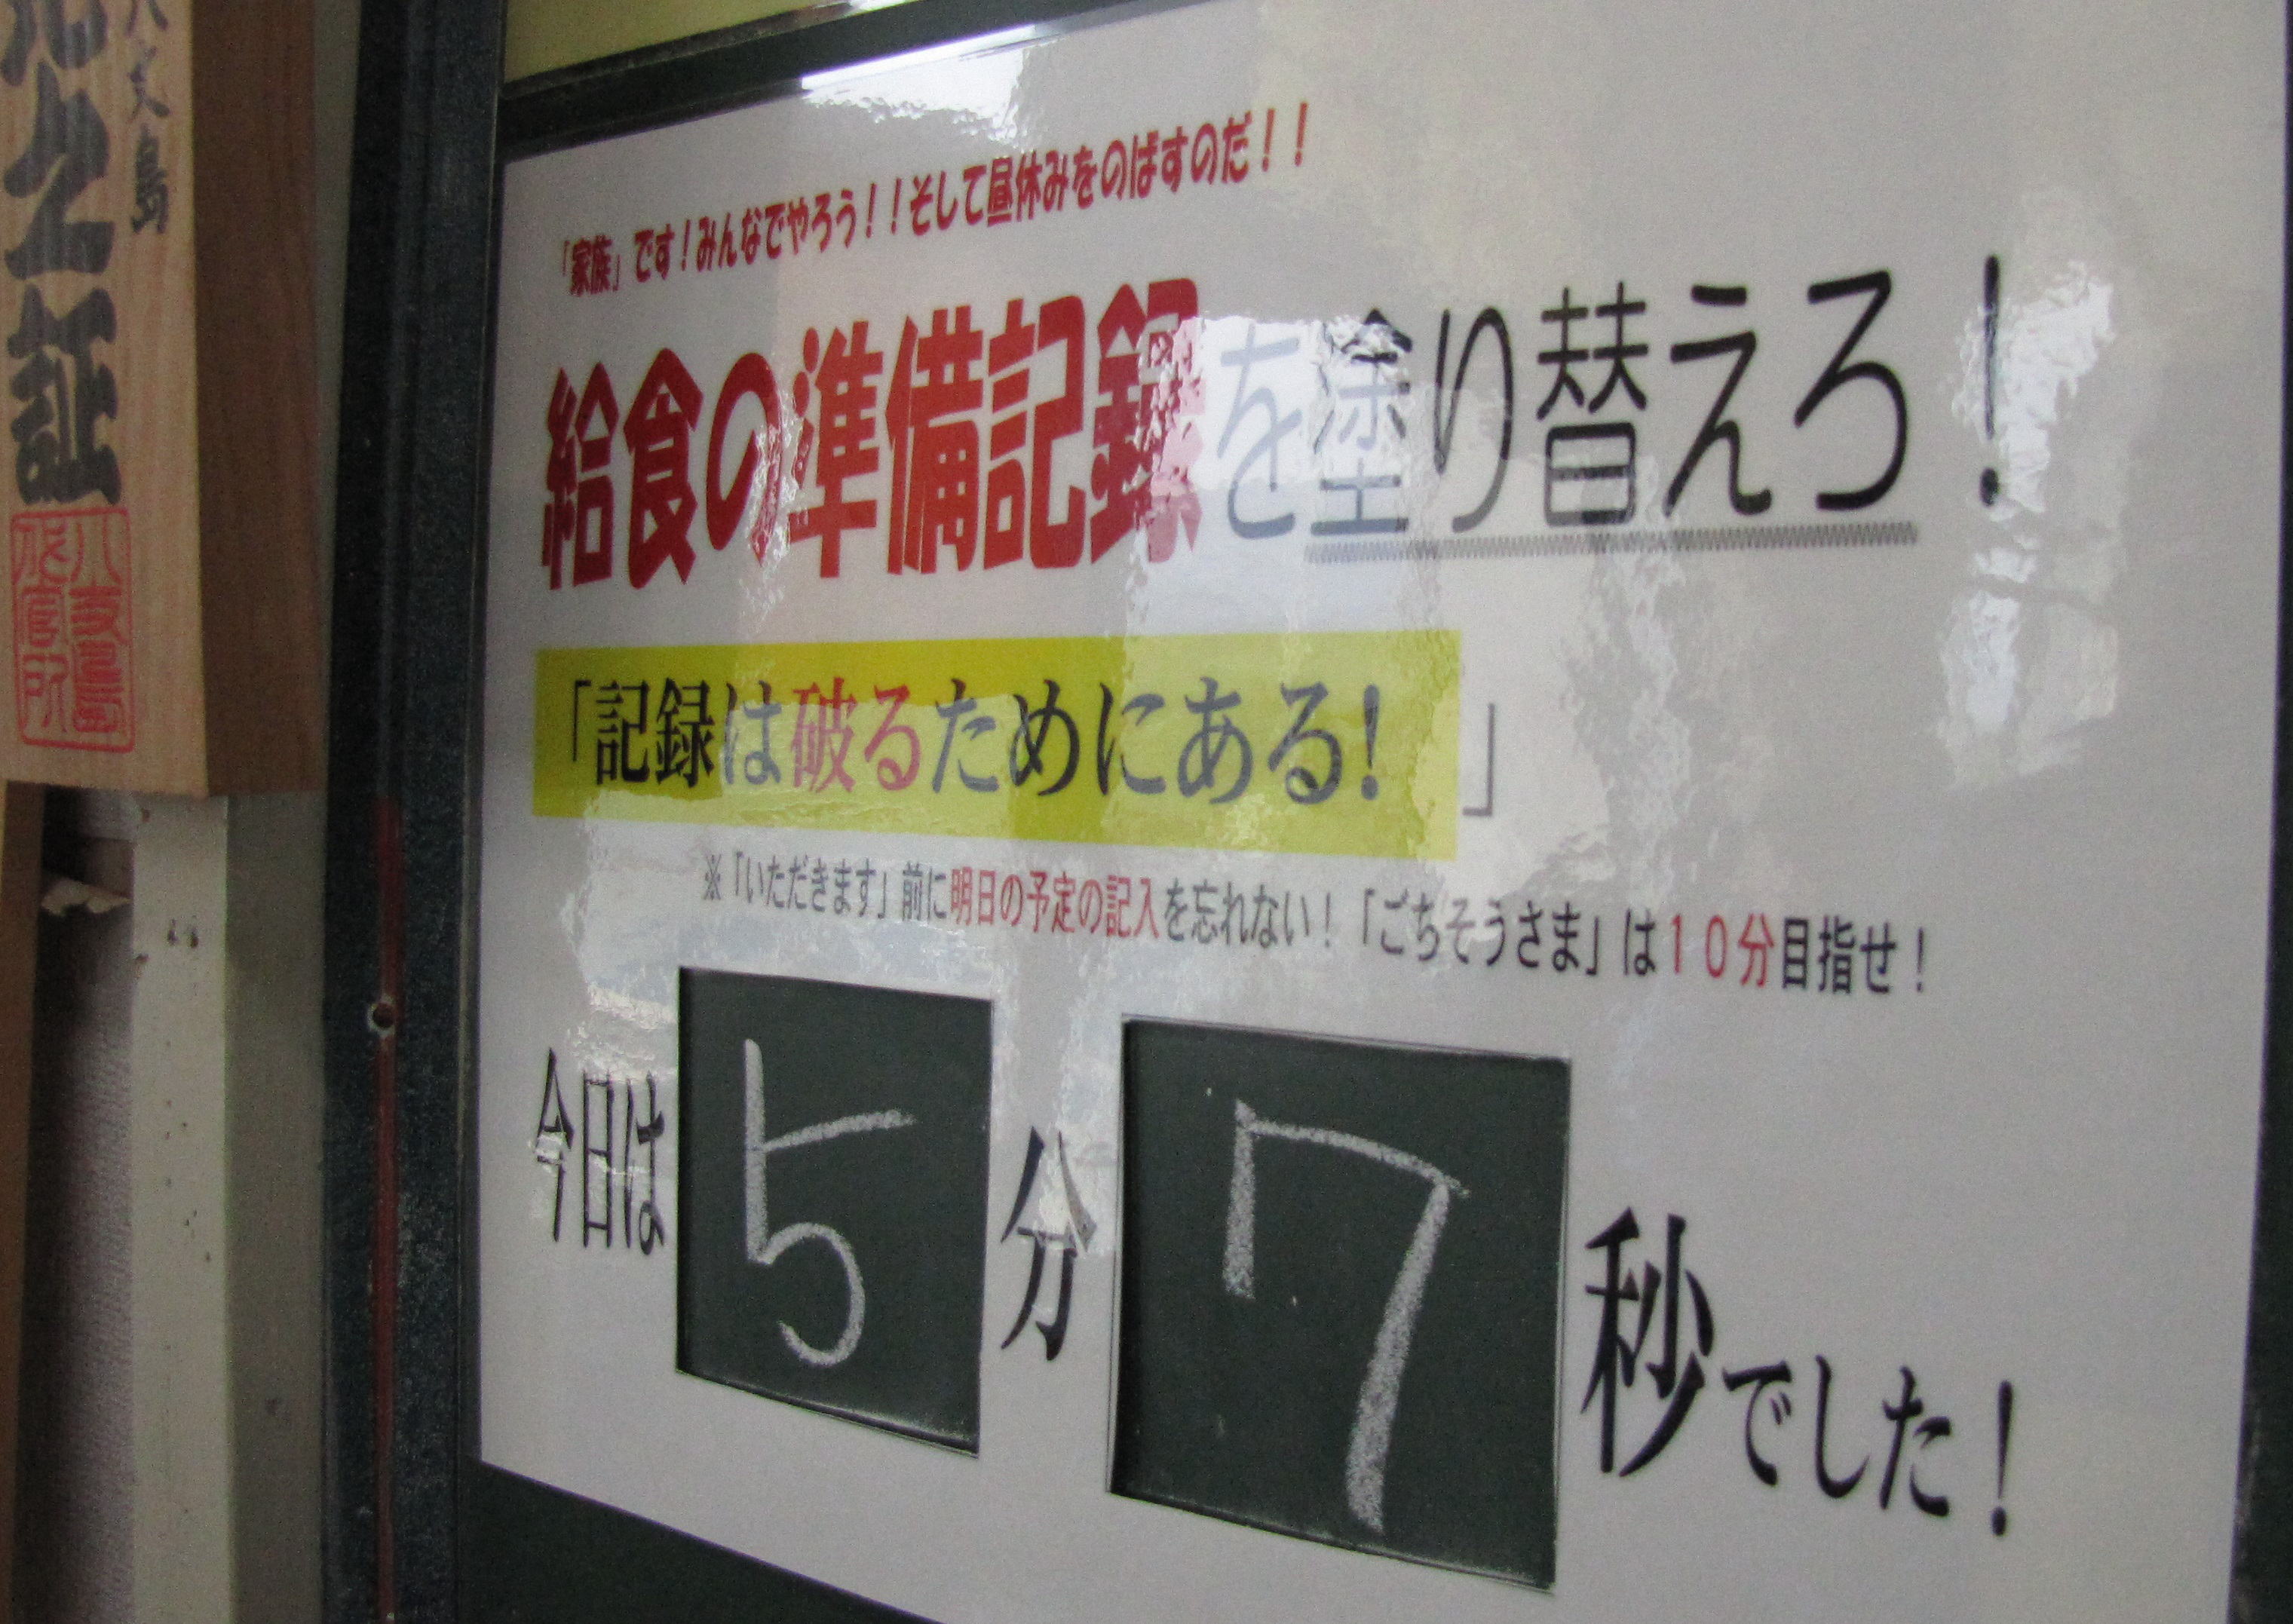 「家族」です！みんなでやろう！！そして昼休みをのばすのだ！！
給食の準備記録を塗り替えろ！
「記録は破るためにある！」
※「いただきます」前に明日の予定の記入を忘れない！「ごちそうさま」は１０分目指せ！
今日は 5 分 7 秒でした！
之証